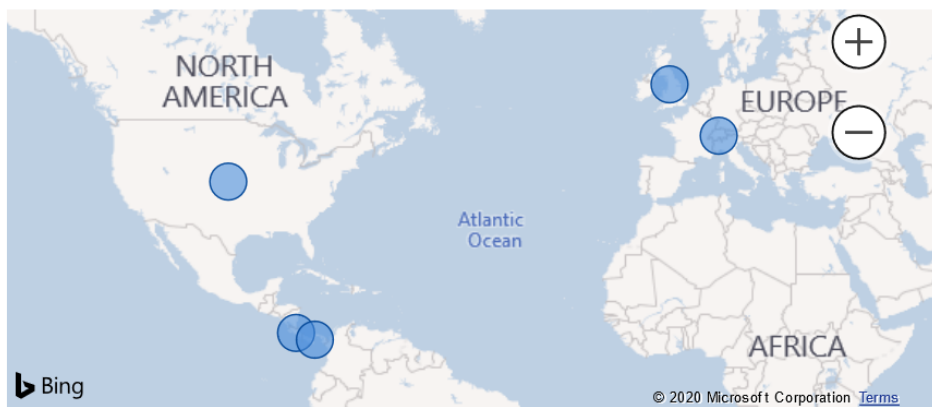 NORTH
AMERICA
EUROPE
Atlantic
Ocean
AFRICA
Bing
© 2020 Microsoft Corporation Terms